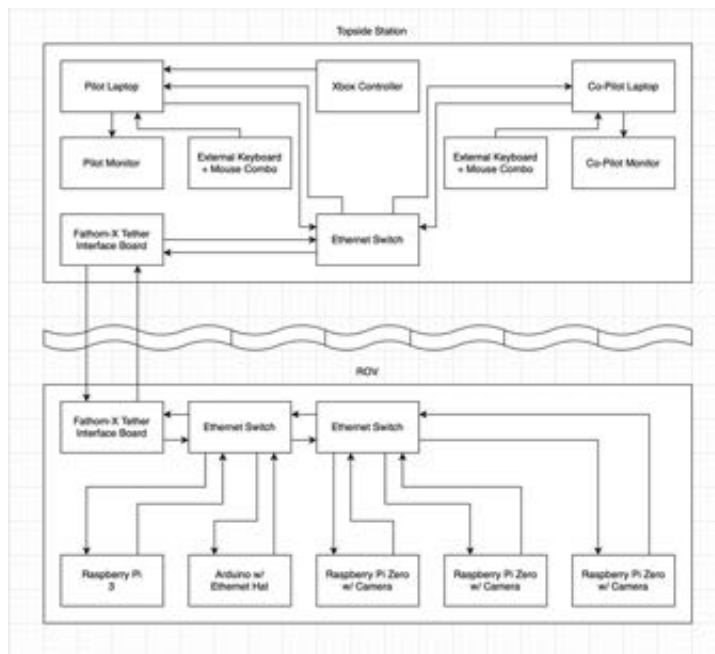 Topside Station
Pilot Laptop
Xbox Controller
Co-Pilot Laptop
Pilot Monitor
External Keyboard
+ Mouse Combo
External Keyboard
+ Mouse Combo
Co-Pilot Monitor
Fathom-X Tether
Interface Board
Ethernet Switch
ROV
Fathom-X Tether
Interface Board
Ethernet Switch
Ethernet Switch
Raspberry Pi
3
Arduino w/
Ethernet Hat
Raspberry Pi Zero
w/ Camera
Raspberry Pi Zero
w/ Camera
Raspberry Pi Zero
w/ Camera